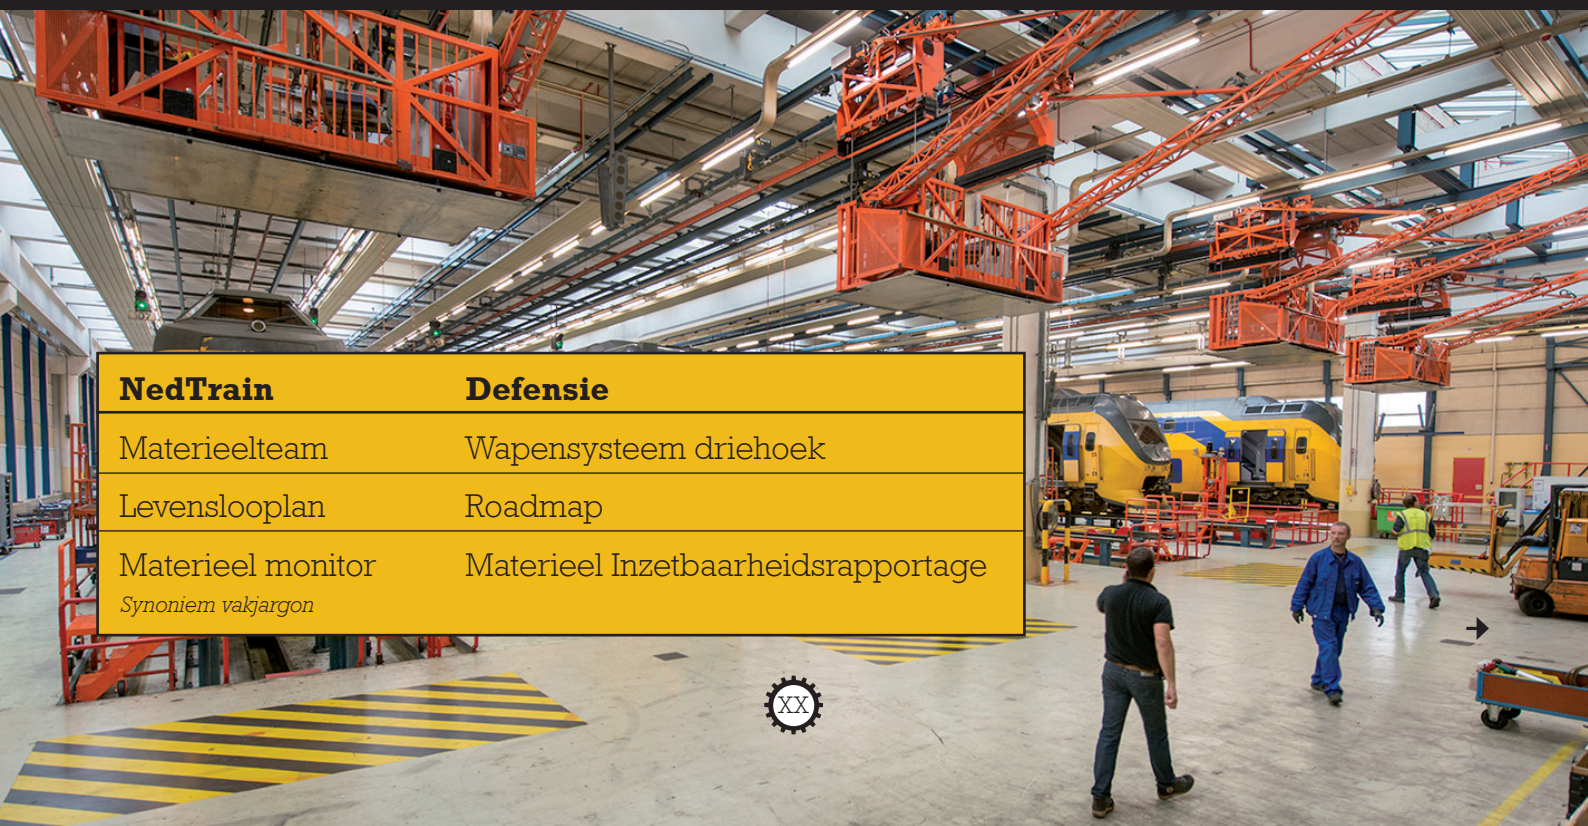 NedTrain Defensie
Materieelteam Wapensysteem driehoek
Levenslooplan Roadmap
Materieel monitor Materieel Inzetbaarheidsrapportage
Synoniem vakjargon
XX